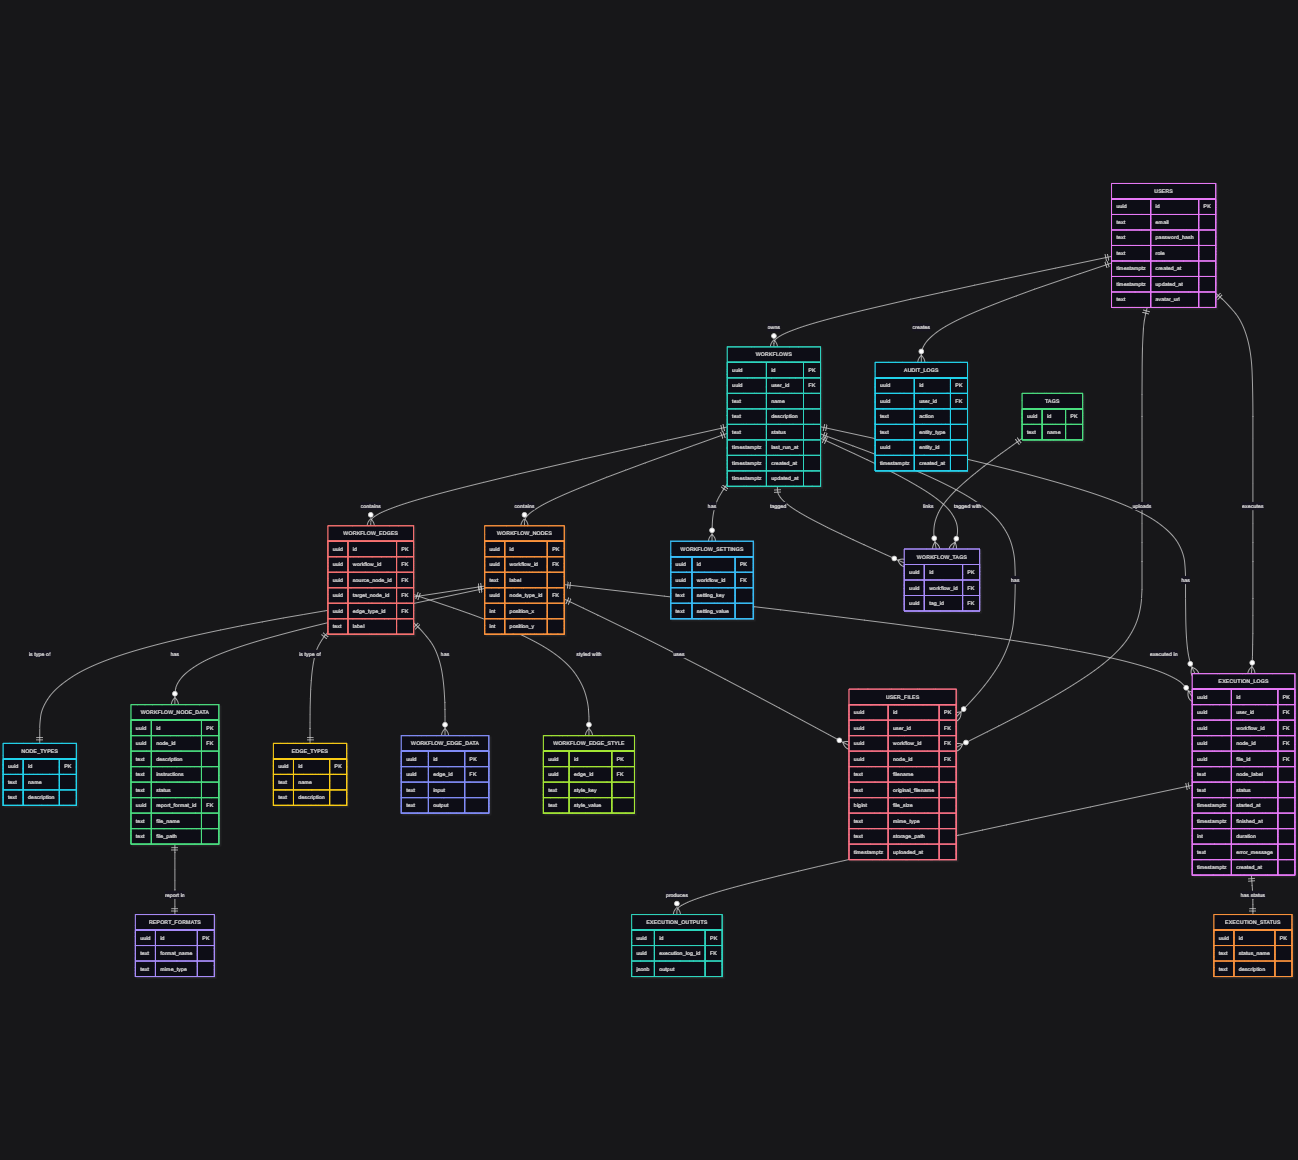 USERS
uuid id PK
text email
text password_hash
text role
timestamptz created_at
timestamptz updated_at
text avatar_url
owns
creates
WORKFLOWS
uuid id PK
uuid user_id FK
text name
text description
text status
timestamptz last_run_at
timestamptz created_at
timestamptz updated_at
AUDIT_LOGS
uuid id PK
uuid user_id FK
text action
text entity_type
uuid entity_id
timestamptz created_at
TAGS
uuid id PK
text name
contains
contains
has
tagged
links
tagged with
uploads
executes
WORKFLOW_EDGES
uuid id PK
uuid workflow_id FK
uuid source_node_id FK
uuid target_node_id FK
uuid edge_type_id FK
text label
WORKFLOW_NODES
uuid id PK
uuid workflow_id FK
text label
uuid node_type_id FK
int position_x
int position_y
WORKFLOW_SETTINGS
uuid id PK
uuid workflow_id FK
text setting_key
text setting_value
WORKFLOW_TAGS
uuid id PK
uuid workflow_id FK
uuid tag_id FK
has
has
is type of
has
is type of
has
styled with
uses
executed in
NODE_TYPES
uuid id PK
text name
text description
WORKFLOW_NODE_DATA
uuid id PK
uuid node_id FK
text description
text instructions
text status
uuid report_format_id FK
text file_name
text file_path
EDGE_TYPES
uuid id PK
text name
text description
WORKFLOW_EDGE_DATA
uuid id PK
uuid edge_id FK
text input
text output
WORKFLOW_EDGE_STYLE
uuid id PK
uuid edge_id FK
text style_key
text style_value
USER_FILES
uuid id PK
uuid user_id FK
uuid workflow_id FK
uuid node_id FK
text filename
text original_filename
bigint file_size
text mime_type
text storage_path
timestamptz uploaded_at
EXECUTION_LOGS
uuid id PK
uuid user_id FK
uuid workflow_id FK
uuid node_id FK
uuid file_id FK
text node_label
text status
timestamptz started_at
timestamptz finished_at
int duration
text error_message
timestamptz created_at
report in
produces
has status
REPORT_FORMATS
uuid id PK
text format_name
text mime_type
EXECUTION_OUTPUTS
uuid id PK
uuid execution_log_id FK
jsonb output
EXECUTION_STATUS
uuid id PK
text status_name
text description